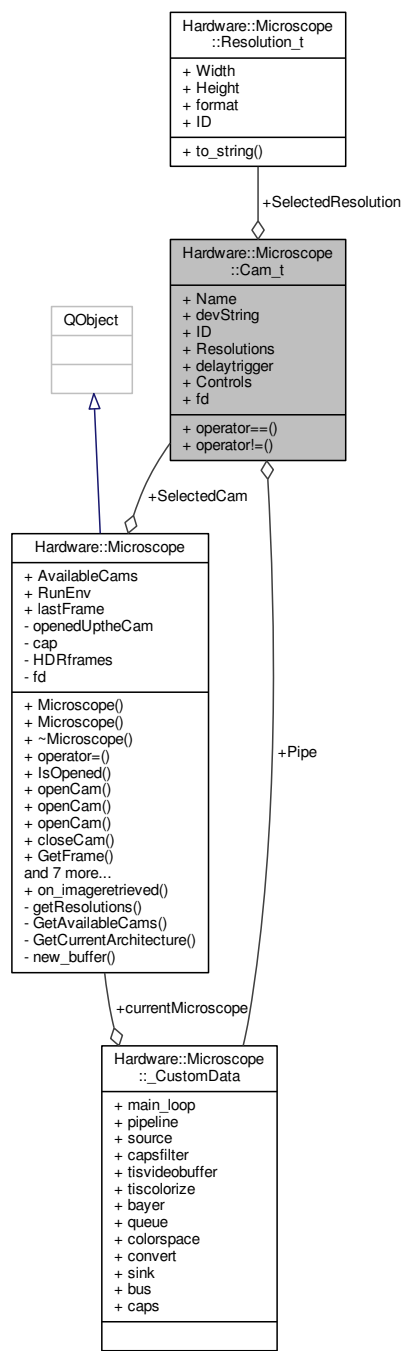 Hardware::Microscope
::Resolution_t
+ Width
+ Height
+ format
+ ID
+ to_string()
+SelectedResolution
Hardware::Microscope
::Cam_t
+ Name
+ devString
+ ID
+ Resolutions
+ delaytrigger
+ Controls
+ fd
+ operator==()
+ operator!=()
QObject
+SelectedCam
Hardware::Microscope
+ AvailableCams
+ RunEnv
+ lastFrame
- openedUptheCam
- cap
- HDRframes
- fd
+ Microscope()
+ Microscope()
+ ~Microscope()
+ operator=()
+ IsOpened()
+ openCam()
+ openCam()
+ openCam()
+ closeCam()
+ GetFrame()
and 7 more...
+ on_imageretrieved()
- getResolutions()
- GetAvailableCams()
- GetCurrentArchitecture()
- new_buffer()
+Pipe
+currentMicroscope
Hardware::Microscope
::_CustomData
+ main_loop
+ pipeline
+ source
+ capsfilter
+ tisvideobuffer
+ tiscolorize
+ bayer
+ queue
+ colorspace
+ convert
+ sink
+ bus
+ caps